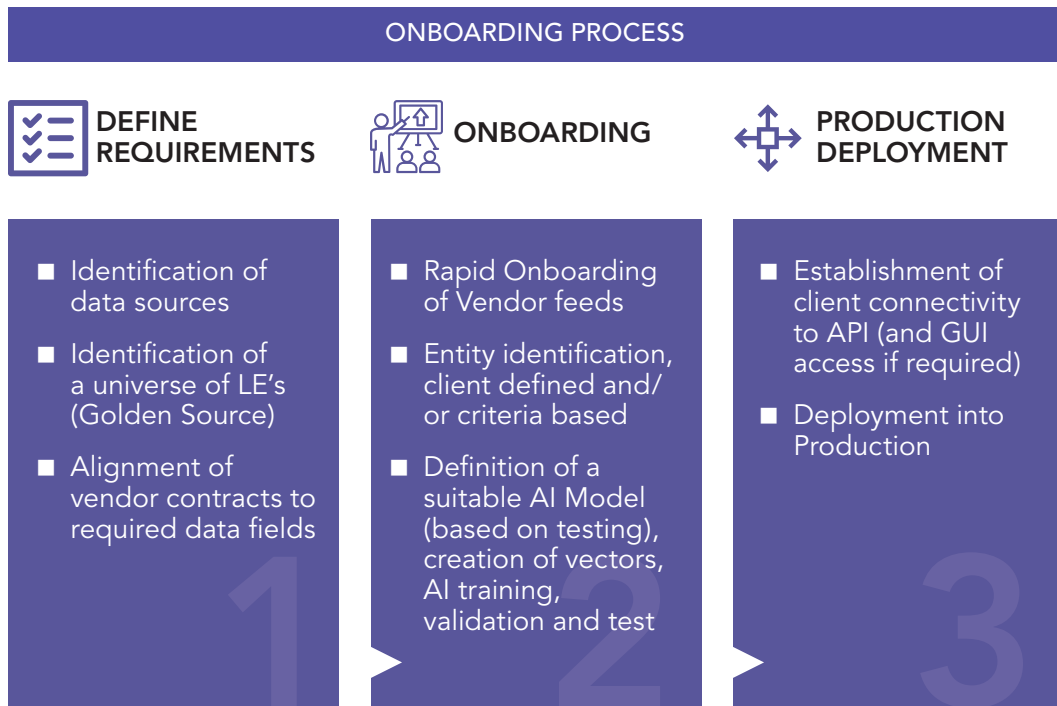 ONBOARDING PROCESS
DEFINE
REQUIREMENTS
ONBOARDING
PRODUCTION
DEPLOYMENT
■ Identification of
data sources
■ Identification of
a universe of LE’s
(Golden Source)
■ Alignment of
vendor contracts to
required data fields
1
■ Rapid Onboarding
of Vendor feeds
■ Entity identification,
client defined and/
or criteria based
■ Definition of a
suitable AI Model
(based on testing),
creation of vectors,
AI training,
validation and test
2
■ Establishment of
client connectivity
to API (and GUI
access if required)
■ Deployment into
Production
3